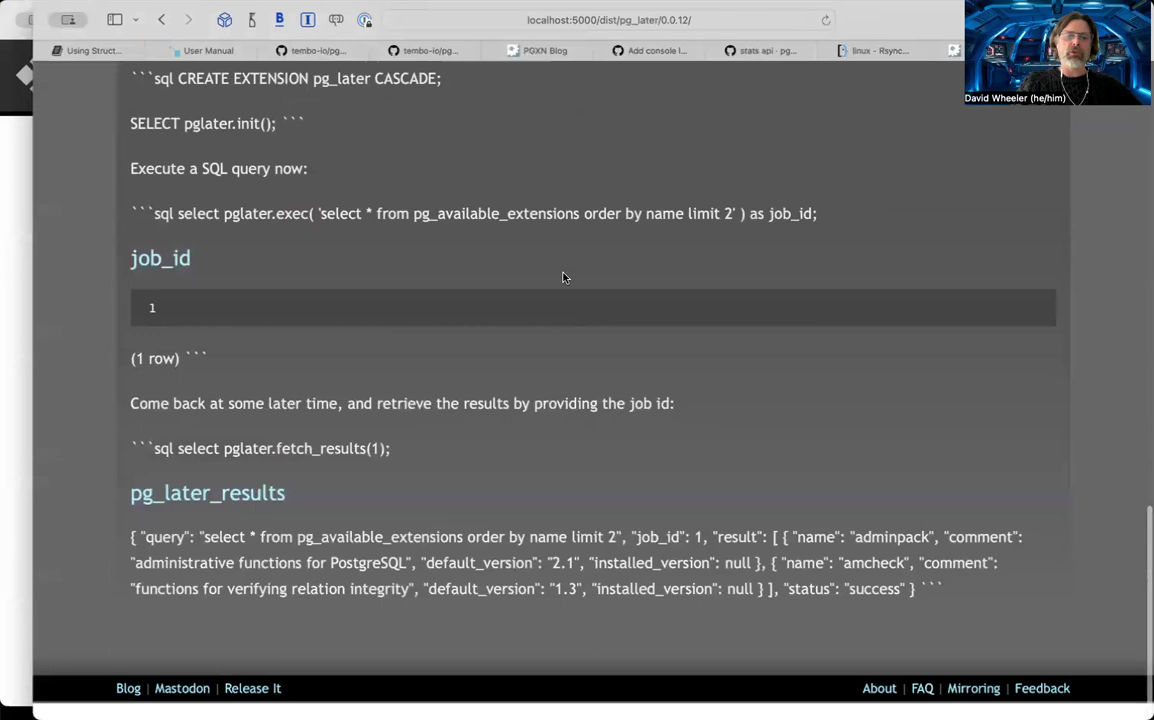 localhost:5000/dist/pg_later/0.0.12/
Using Struct...
User Manual
tembo-io/pg...
tembo-io/pg...
PGXN Blog
Add console l...
stats api · pg...
linux - Rsync...
David Wheeler (he/him)
```sql CREATE EXTENSION pg_later CASCADE;
SELECT pglater.init(); ```
Execute a SQL query now:
```sql select pglater.exec( 'select * from pg_available_extensions order by name limit 2' ) as job_id;
job_id
1
(1 row) ```
Come back at some later time, and retrieve the results by providing the job id:
```sql select pglater.fetch_results(1);
pg_later_results
{ "query": "select * from pg_available_extensions order by name limit 2", "job_id": 1, "result": [ { "name": "adminpack", "comment":
"administrative functions for PostgreSQL", "default_version": "2.1", "installed_version": null }, { "name": "amcheck", "comment":
"functions for verifying relation integrity", "default_version": "1.3", "installed_version": null } ], "status": "success" } ```
Blog | Mastodon | Release It
About | FAQ | Mirroring | Feedback